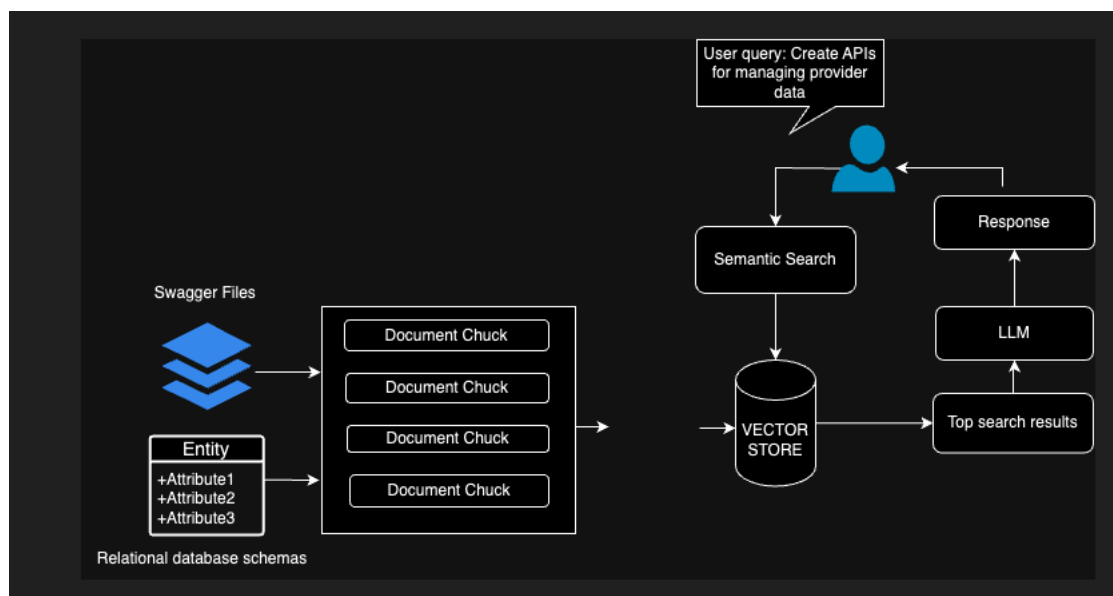 User query: Create APIs
for managing provider
data
Response
Semantic Search
Swagger Files
Document Chuck
LLM
Document Chuck
Top search results
VECTOR
STORE
Document Chuck
Entity
+Attribute1
+Attribute2
+Attribute3
Document Chuck
Relational database schemas